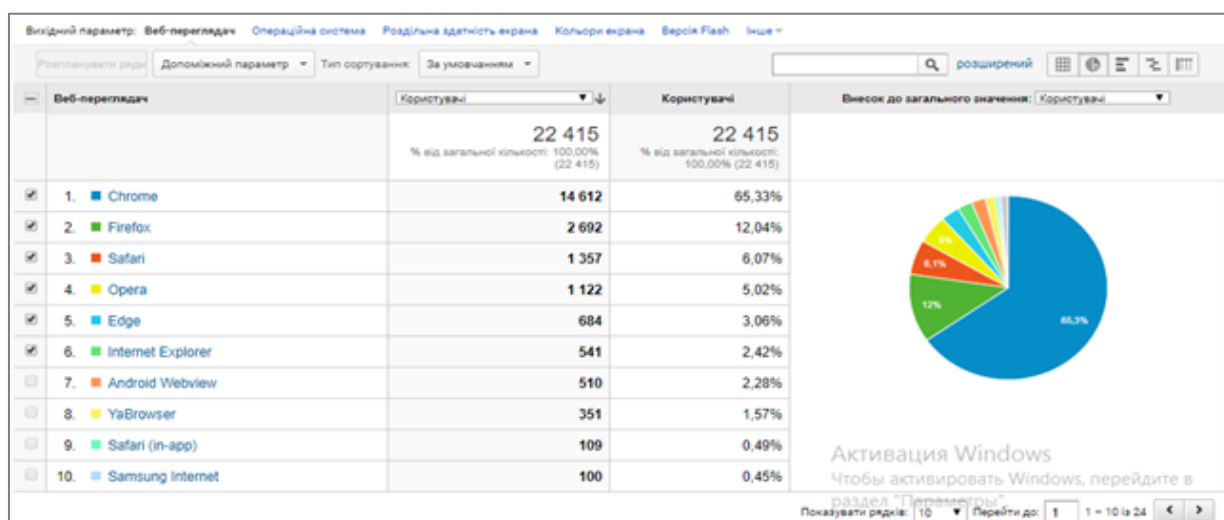 Вихідний параметр: Веб-переглядач Операційна система Роздільна здатність екрана Кольори екрана Версія Flash Інше
Розпланувати ряди Допоміжний параметр Тип сортування: За умовчанням розширений
Веб-переглядач Користувачі Користувачі Внесок до загального значення: Користувачі
22 415 22 415
% від загальної кількості: 100,00% % від загальної кількості:
(22 415) 100,00% (22 415)
1. Chrome 14 612 65,33%
2. Firefox 2 692 12,04%
3. Safari 1 357 6,07%
4. Opera 1 122 5,02%
5. Edge 684 3,06%
6. Internet Explorer 541 2,42%
7. Android Webview 510 2,28%
8. YaBrowser 351 1,57%
9. Safari (in-app) 109 0,49%
10. Samsung Internet 100 0,45%
5%
6,1%
12%
65,3%
Активация Windows
Чтобы активировать Windows, перейдите в
раздел "Параметры".
Показувати рядків: 10 Перейти до: 1 1 – 10 із 24